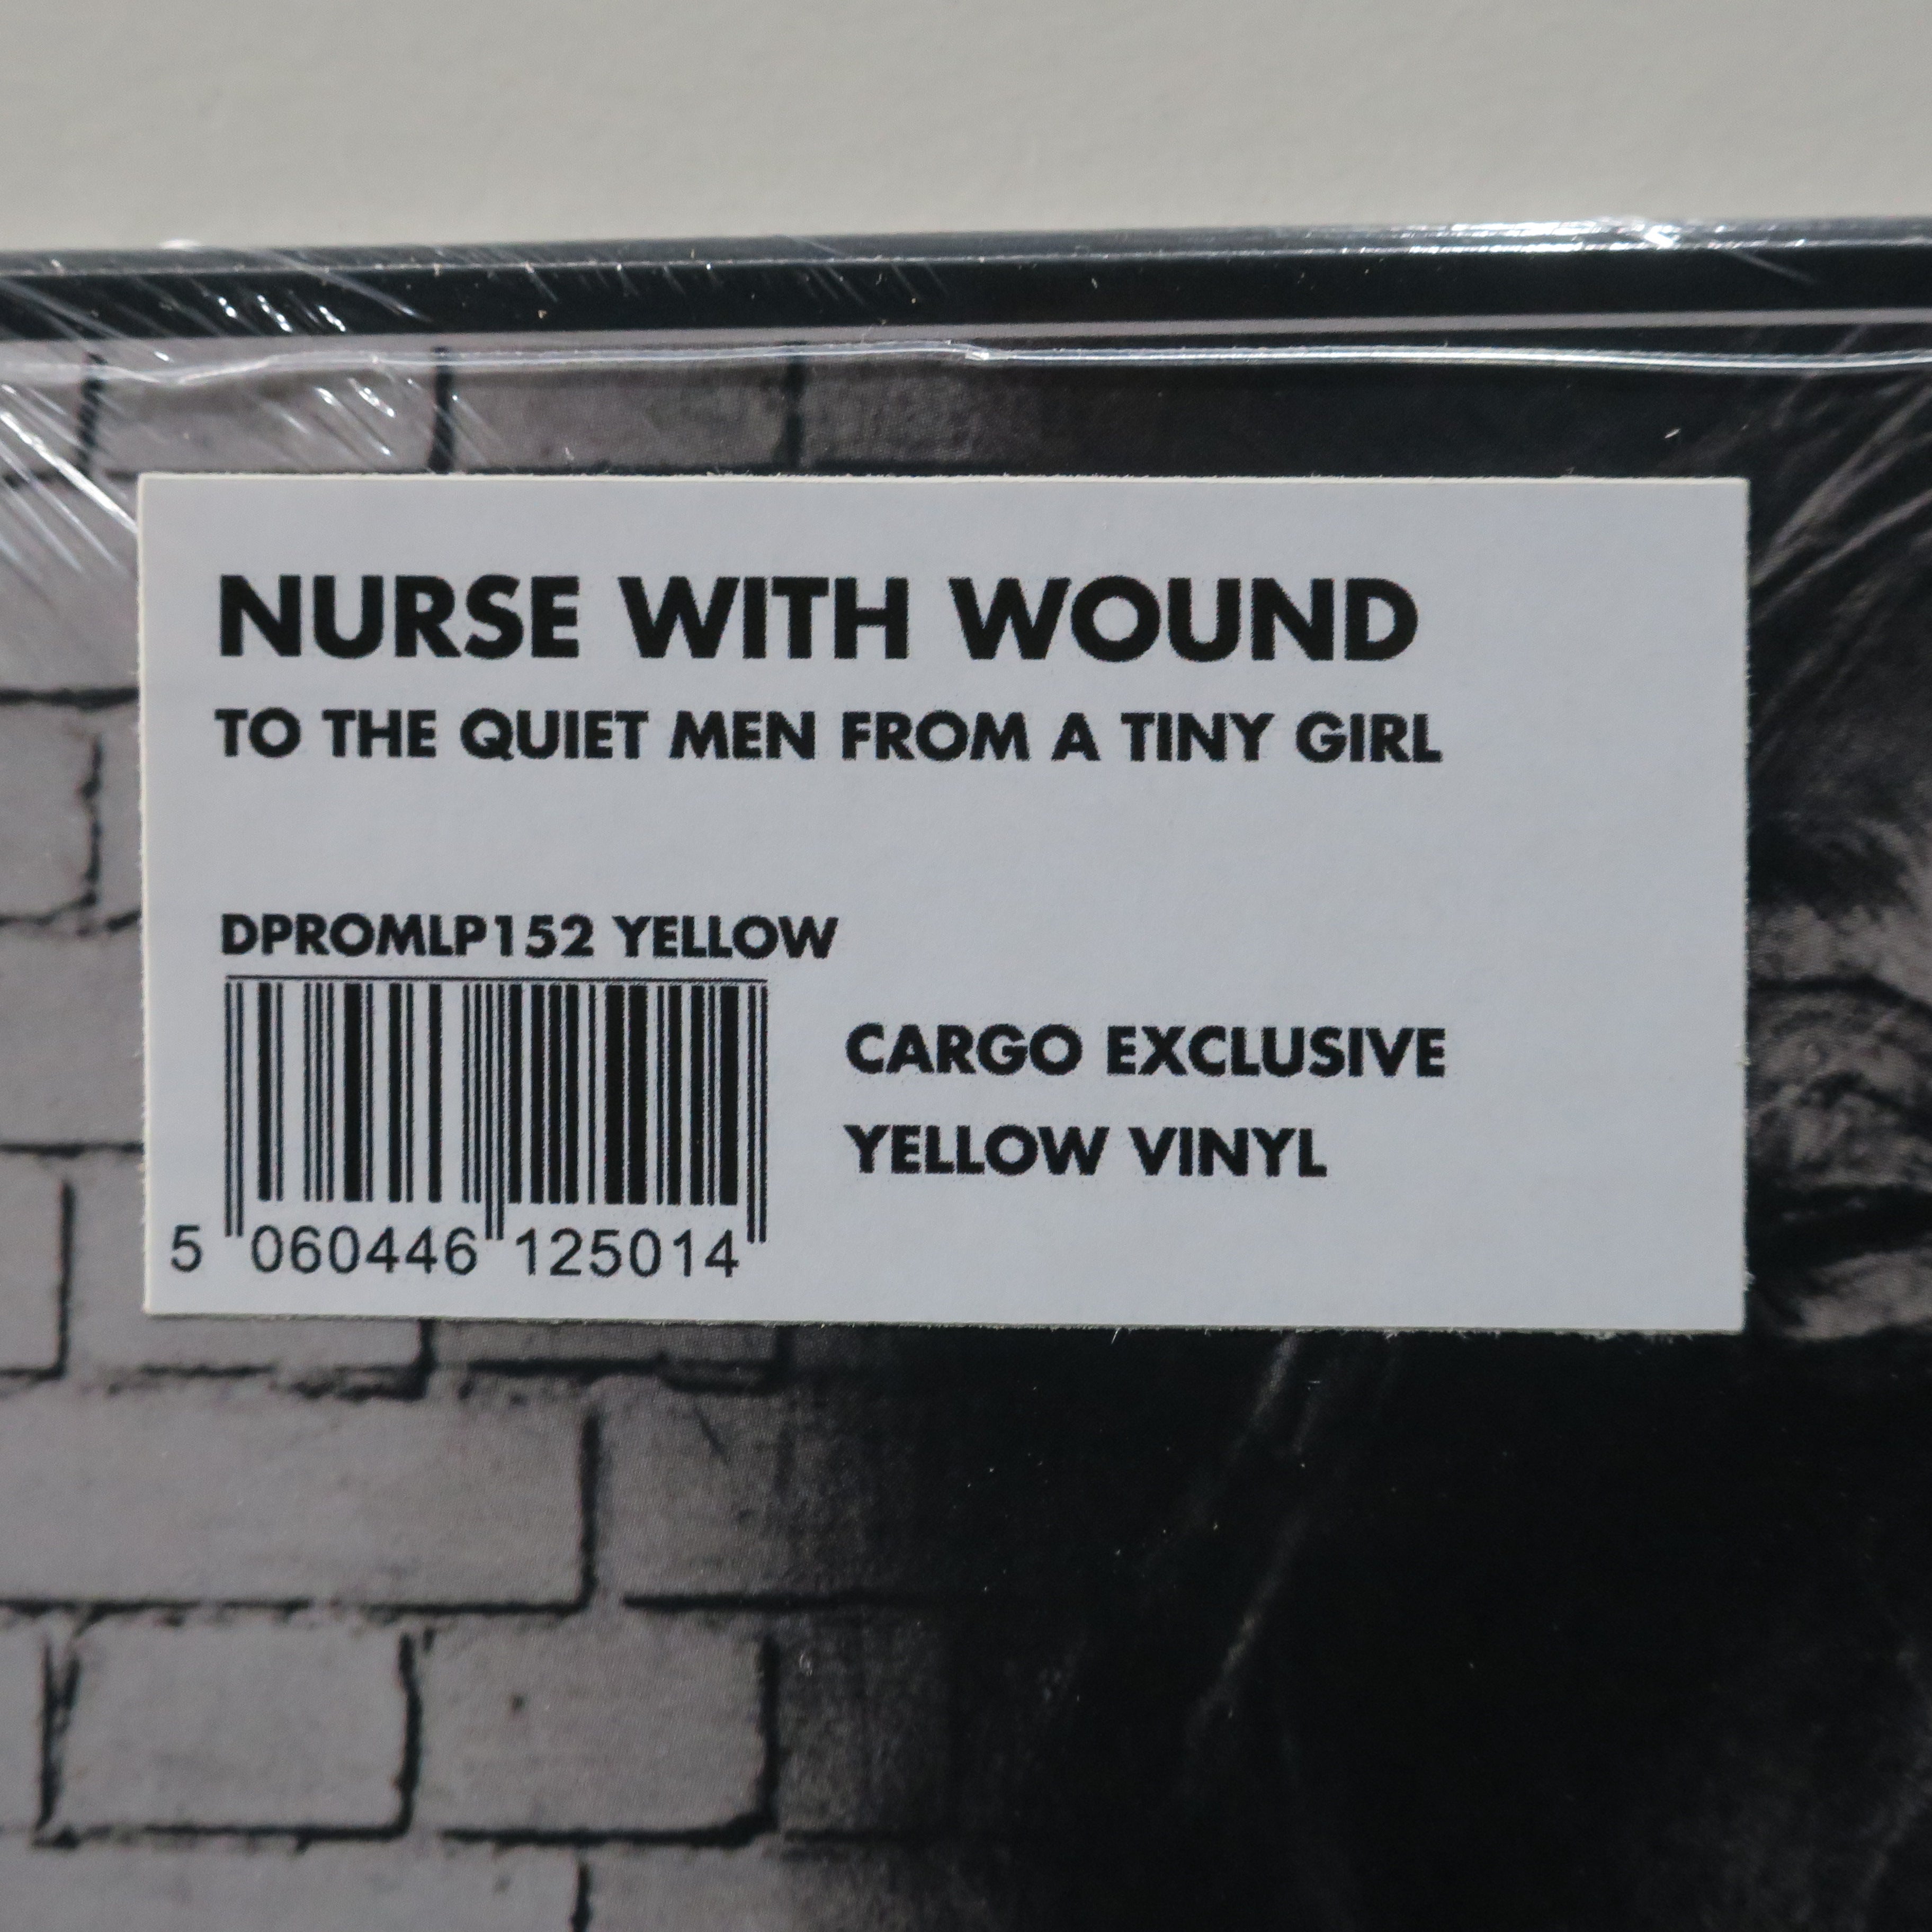 NURSE WITH WOUND
TO THE QUIET MEN FROM A TINY GIRL
DPROMLP152 YELLOW
CARGO EXCLUSIVE
YELLOW VINYL
5 060446 125014